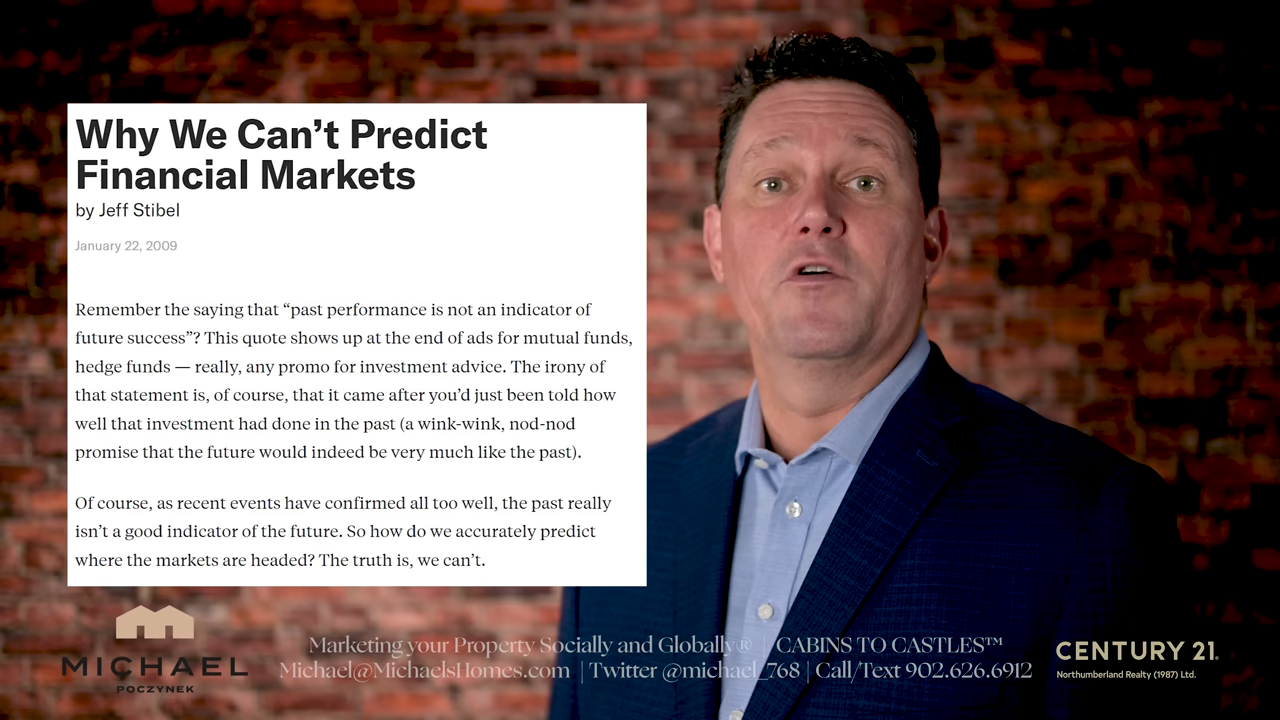 Why We Can’t Predict
Financial Markets
by Jeff Stibel
January 22, 2009
Remember the saying that “past performance is not an indicator of
future success”? This quote shows up at the end of ads for mutual funds,
hedge funds — really, any promo for investment advice. The irony of
that statement is, of course, that it came after you’d just been told how
well that investment had done in the past (a wink-wink, nod-nod
promise that the future would indeed be very much like the past).
Of course, as recent events have confirmed all too well, the past really
isn’t a good indicator of the future. So how do we accurately predict
where the markets are headed? The truth is, we can’t.
MICHAEL
POCZYNEK
Marketing your Property Socially and Globally® | CABINS TO CASTLES™
Michael@MichaelsHomes.com | Twitter @michael_768 | Call/Text 902.626.6912
CENTURY 21.
Northumberland Realty (1987) Ltd.